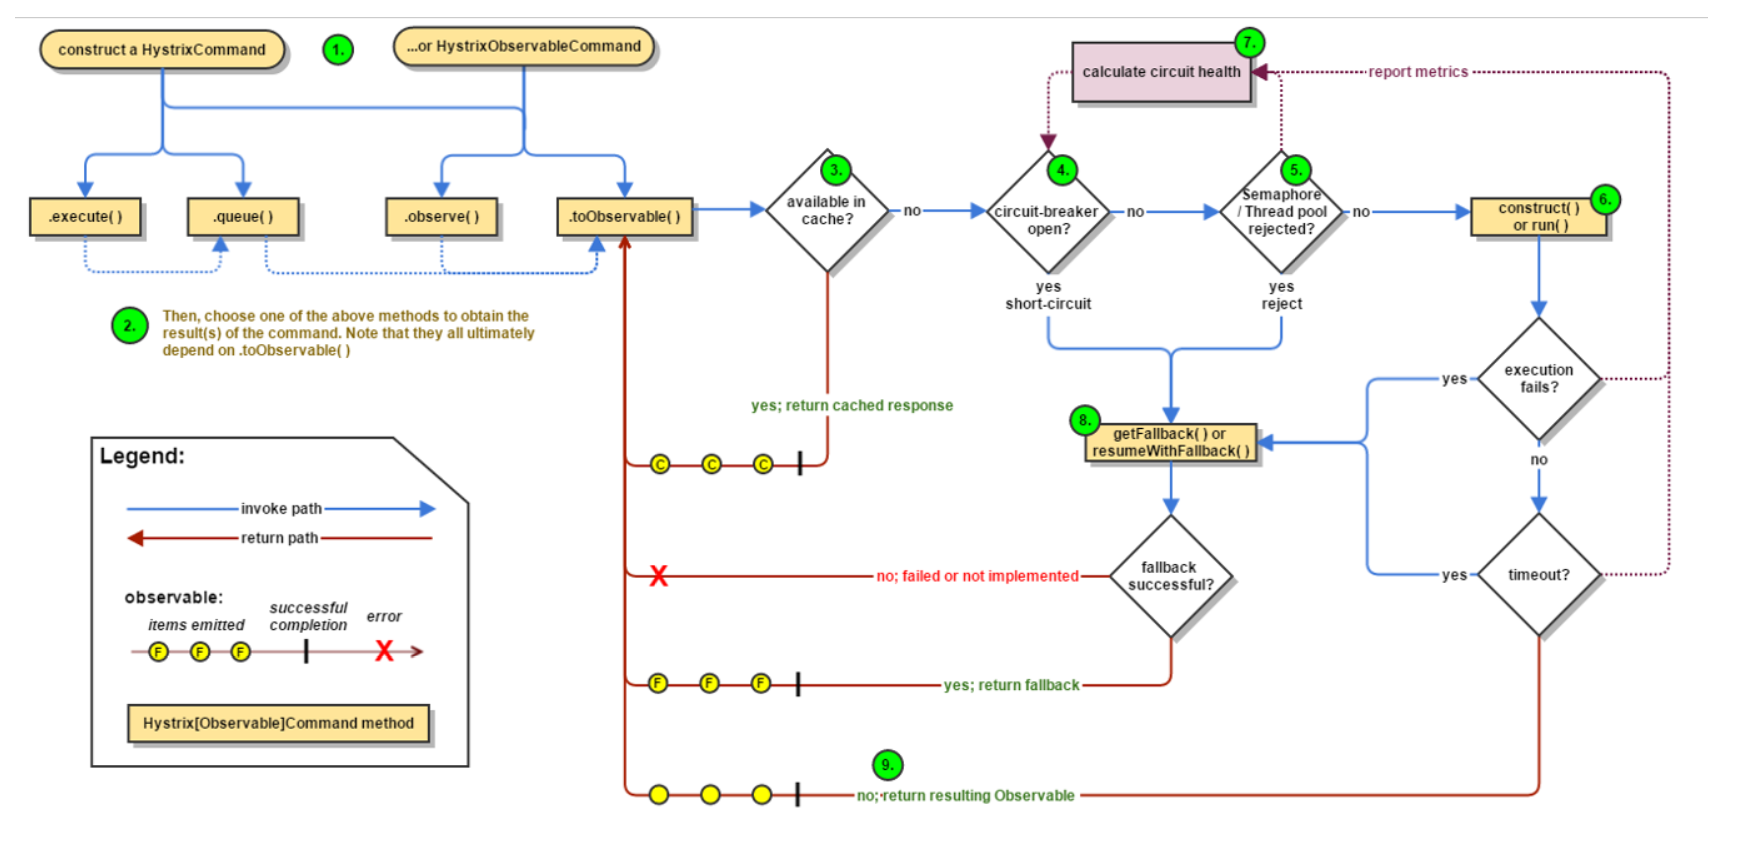 construct a HystrixCommand
1.
...or HystrixObservableCommand
7.
calculate circuit health
report metrics
.execute( )
.queue( )
.observe( )
.toObservable( )
3.
available in
cache?
no
4.
circuit-breaker
open?
no
5.
Semaphore
/ Thread pool
rejected?
no
6.
construct( )
or run( )
yes
short-circuit
yes
reject
2.
Then, choose one of the above methods to obtain the
result(s) of the command. Note that they all ultimately
depend on .toObservable( )
execution
fails?
yes
no
yes; return cached response
8.
getFallback( ) or
resumeWithFallback( )
C C C
Legend:
invoke path
return path
observable:
items emitted
successful
completion
error
F F F
X
Hystrix[Observable]Command method
X
no; failed or not implemented
fallback
successful?
yes
timeout?
F F F
yes; return fallback
9.
no; return resulting Observable